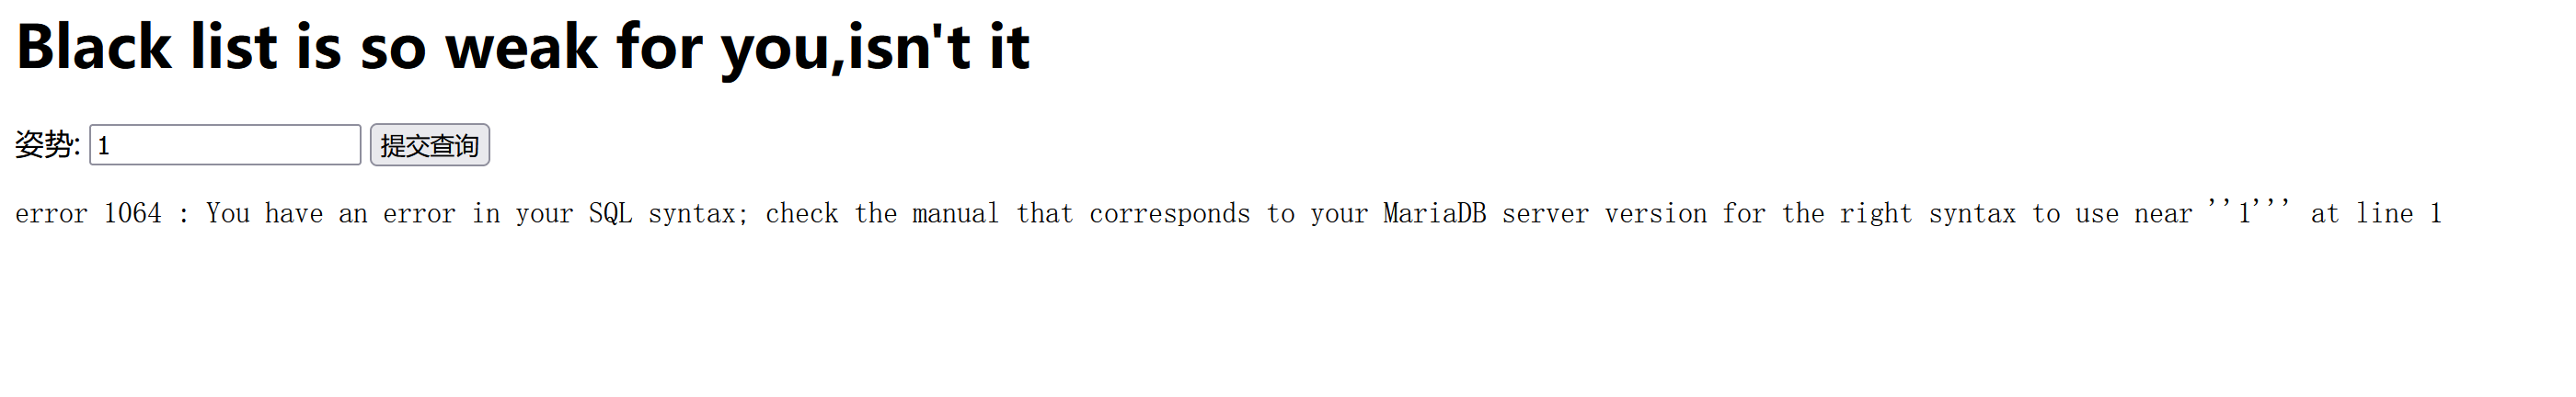 Black list is so weak for you,isn't it
姿势: 1 提交查询
error 1064 : You have an error in your SQL syntax; check the manual that corresponds to your MariaDB server version for the right syntax to use near ''1''' at line 1